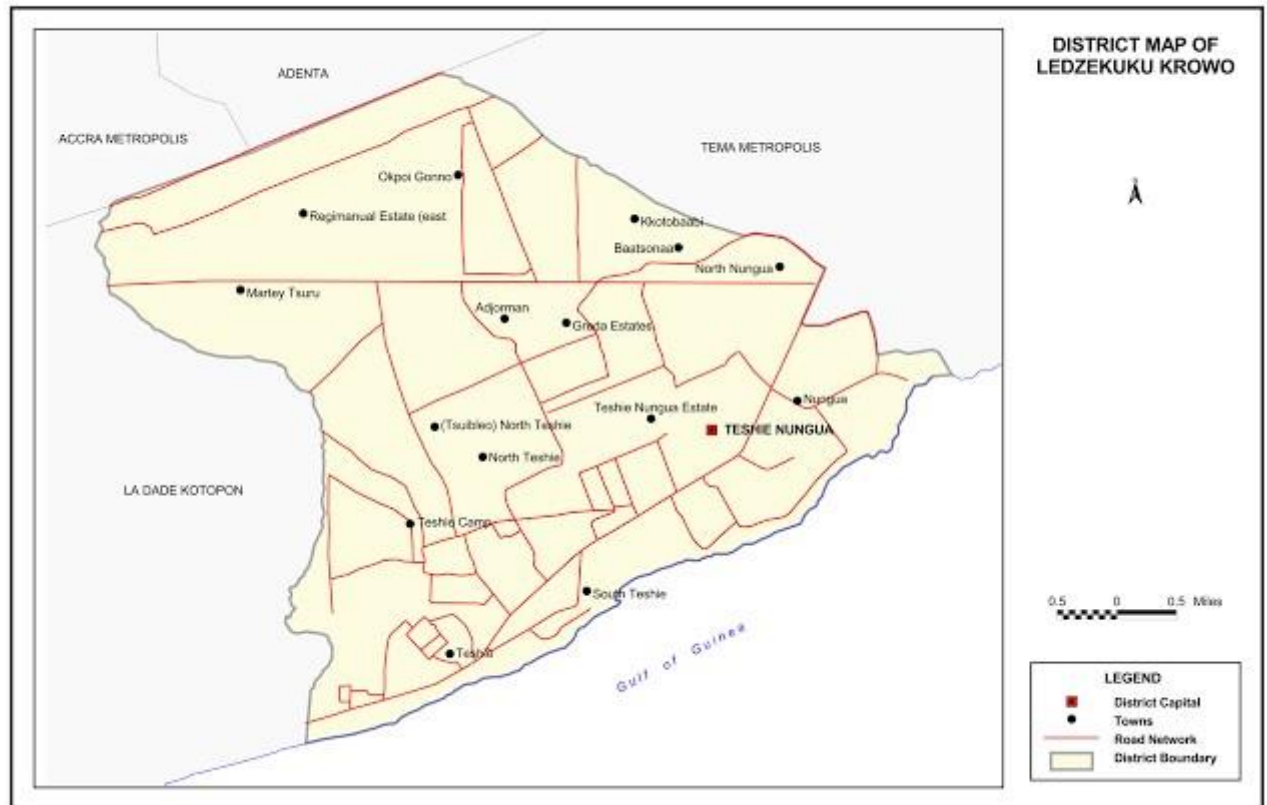 DISTRICT MAP OF
LEDZEKUKU KROWO
ADENTA
ACCRA METROPOLIS
TEMA METROPOLIS
Okpoi Gonno
Regimanual Estate (east
Kkotobaabi
Baatsonaa
North Nungua
Martey Tsuru
Adjorman
Greda Estates
Teshie Nungua Estate
Nungua
TESHIE NUNGUA
(Tsuibleo) North Teshie
North Teshie
LA DADE KOTOPON
Teshie Camp
South Teshie
Teshie
Gulf of Guinea
0.5 0 0.5 Miles
LEGEND
District Capital
Towns
Road Network
District Boundary